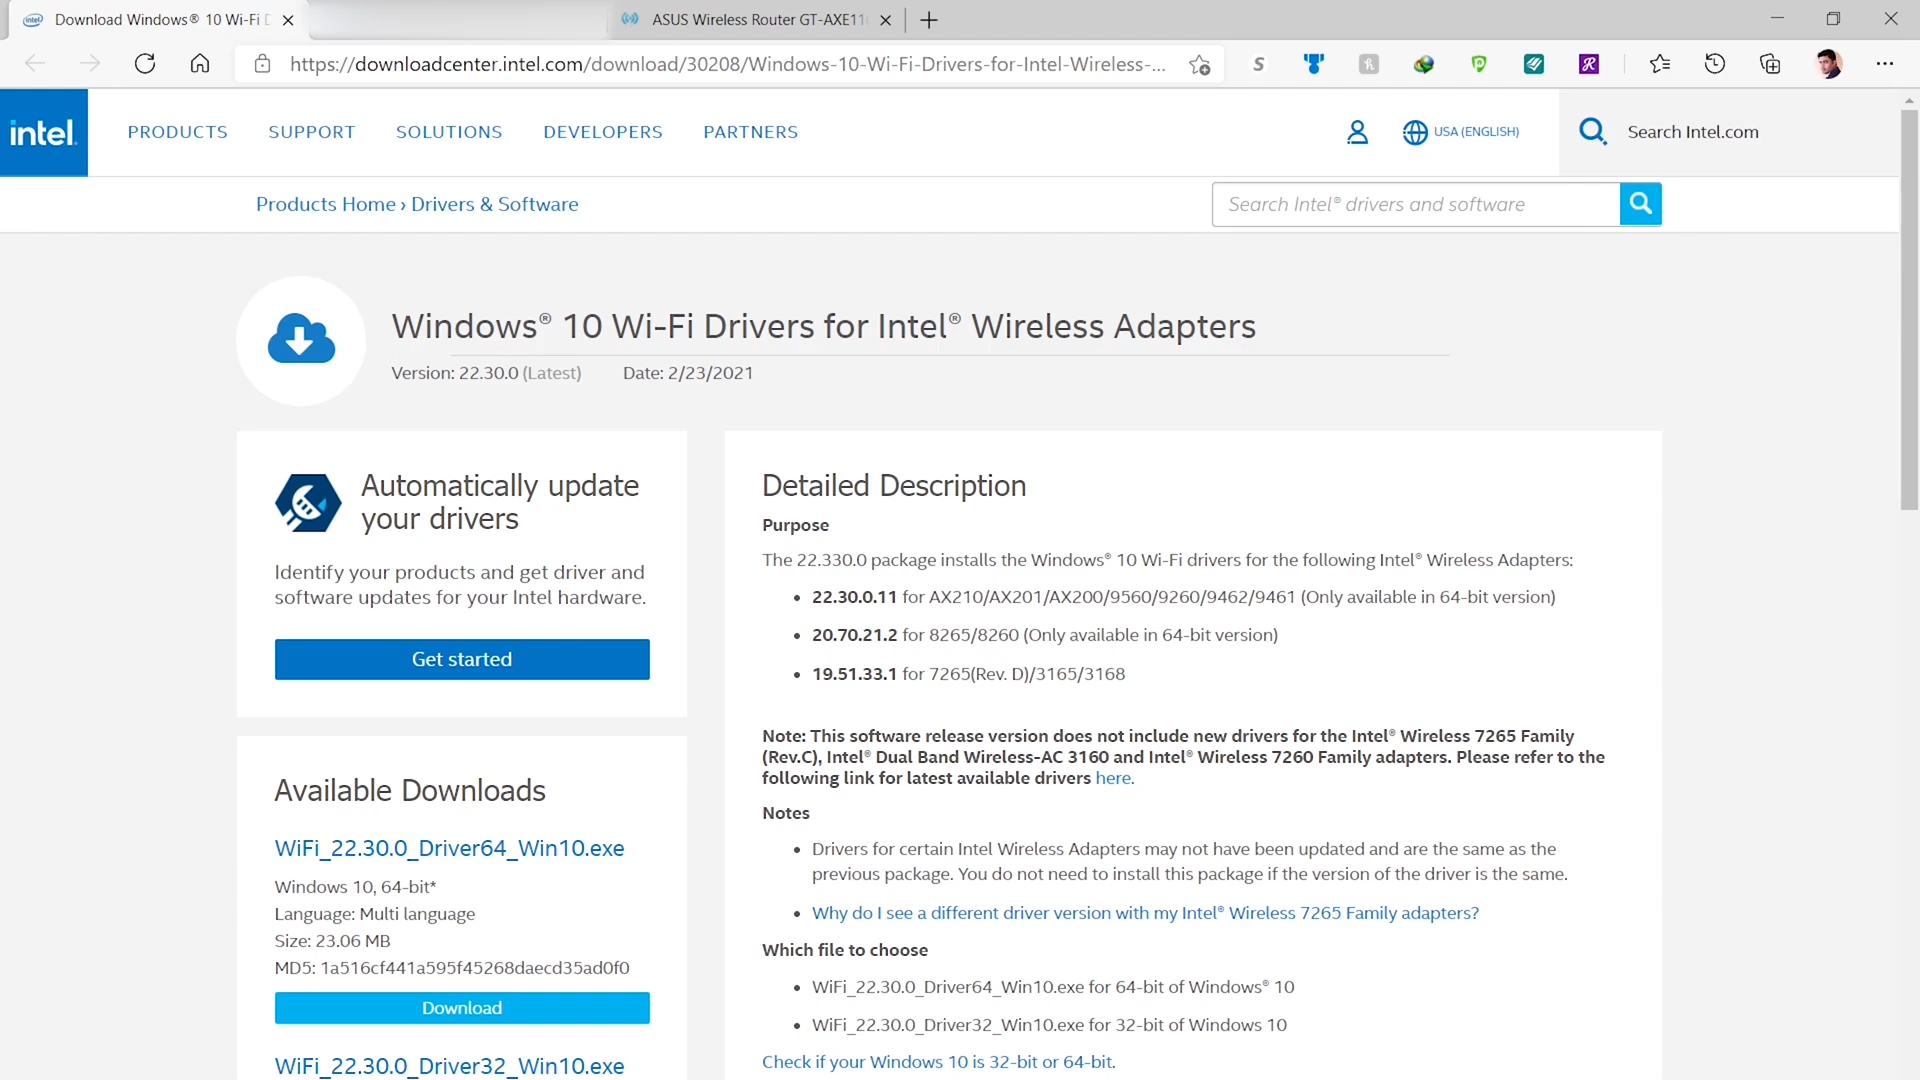 Download Windows® 10 Wi-Fi D
ASUS Wireless Router GT-AXE11
https://downloadcenter.intel.com/download/30208/Windows-10-Wi-Fi-Drivers-for-Intel-Wireless-...
intel.
PRODUCTS
SUPPORT
SOLUTIONS
DEVELOPERS
PARTNERS
USA (ENGLISH)
Search Intel.com
Products Home › Drivers & Software
Search Intel® drivers and software
Windows® 10 Wi-Fi Drivers for Intel® Wireless Adapters
Version: 22.30.0 (Latest) Date: 2/23/2021
Automatically update
your drivers
Identify your products and get driver and
software updates for your Intel hardware.
Get started
Available Downloads
WiFi_22.30.0_Driver64_Win10.exe
Windows 10, 64-bit*
Language: Multi language
Size: 23.06 MB
MD5: 1a516cf441a595f45268daecd35ad0f0
Download
WiFi_22.30.0_Driver32_Win10.exe
Detailed Description
Purpose
The 22.330.0 package installs the Windows® 10 Wi-Fi drivers for the following Intel® Wireless Adapters:
• 22.30.0.11 for AX210/AX201/AX200/9560/9260/9462/9461 (Only available in 64-bit version)
• 20.70.21.2 for 8265/8260 (Only available in 64-bit version)
• 19.51.33.1 for 7265(Rev. D)/3165/3168
Note: This software release version does not include new drivers for the Intel® Wireless 7265 Family
(Rev.C), Intel® Dual Band Wireless-AC 3160 and Intel® Wireless 7260 Family adapters. Please refer to the
following link for latest available drivers here.
Notes
• Drivers for certain Intel Wireless Adapters may not have been updated and are the same as the
previous package. You do not need to install this package if the version of the driver is the same.
• Why do I see a different driver version with my Intel® Wireless 7265 Family adapters?
Which file to choose
• WiFi_22.30.0_Driver64_Win10.exe for 64-bit of Windows® 10
• WiFi_22.30.0_Driver32_Win10.exe for 32-bit of Windows 10
Check if your Windows 10 is 32-bit or 64-bit.